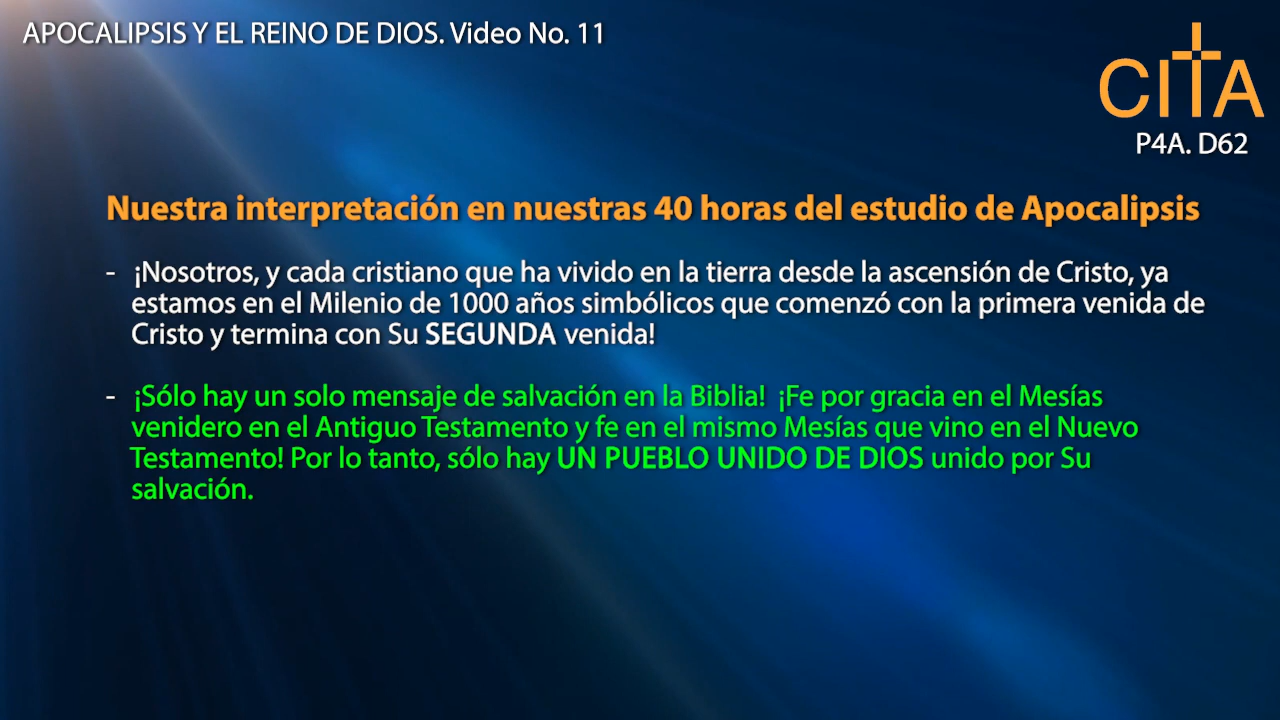 APOCALIPSIS Y EL REINO DE DIOS. Video No. 11
CITA
P4A. D62
Nuestra interpretación en nuestras 40 horas del estudio de Apocalipsis
- ¡Nosotros, y cada cristiano que ha vivido en la tierra desde la ascensión de Cristo, ya
estamos en el Milenio de 1000 años simbólicos que comenzó con la primera venida de
Cristo y termina con Su SEGUNDA venida!
- ¡Sólo hay un solo mensaje de salvación en la Biblia! ¡Fe por gracia en el Mesías
venidero en el Antiguo Testamento y fe en el mismo Mesías que vino en el Nuevo
Testamento! Por lo tanto, sólo hay UN PUEBLO UNIDO DE DIOS unido por Su
salvación.